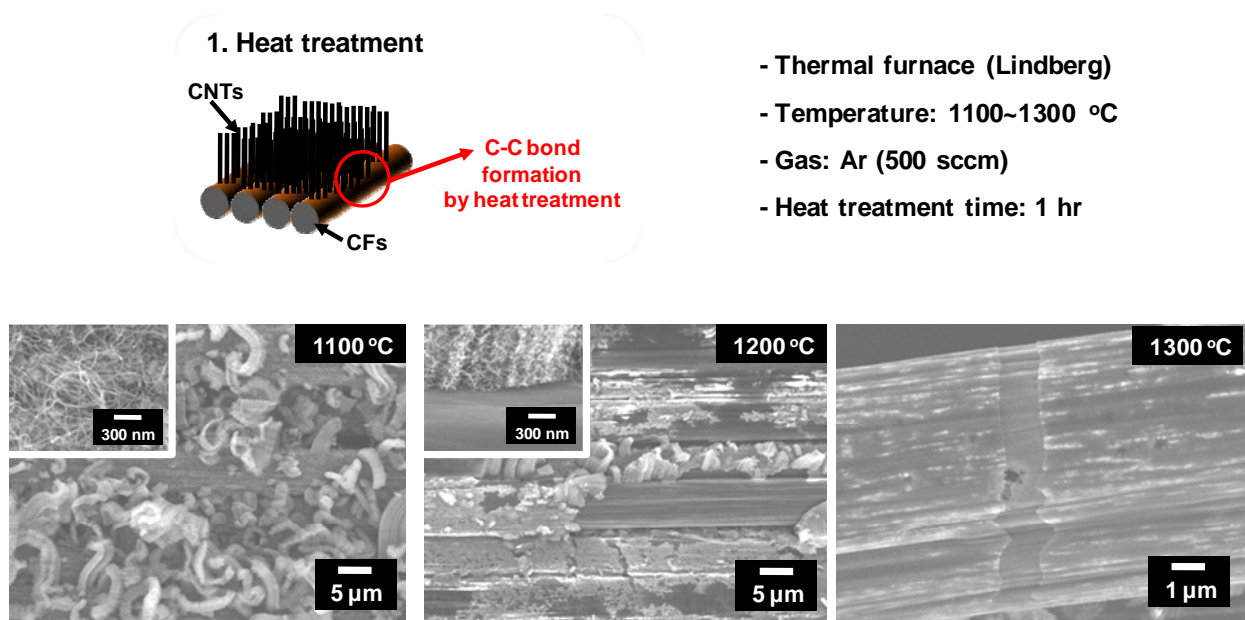 1. Heat treatment
CNTs
C-C bond
formation
by heat treatment
CFs
- Thermal furnace (Lindberg)
- Temperature: 1100~1300 °C
- Gas: Ar (500 sccm)
- Heat treatment time: 1 hr
1100 °C
300 nm
5 µm
1200 °C
300 nm
5 µm
1300 °C
1 µm